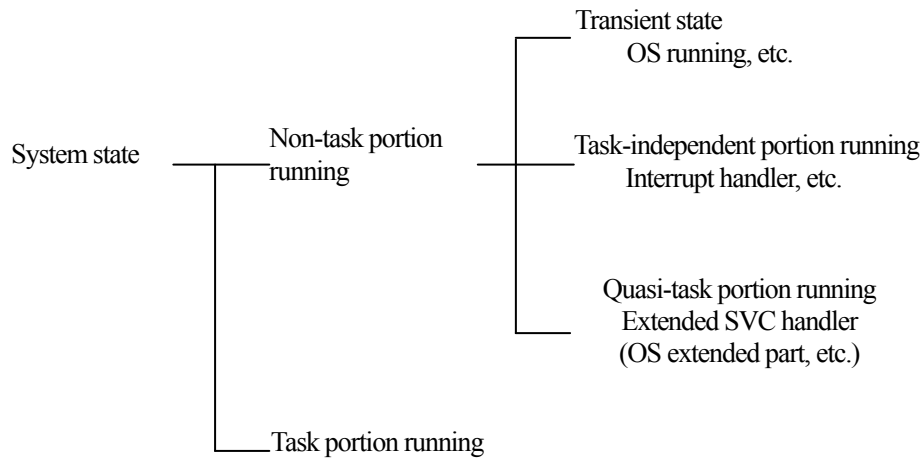 Transient state
OS running, etc.
System state
Non-task portion
running
Task-independent portion running
Interrupt handler, etc.
Quasi-task portion running
Extended SVC handler
(OS extended part, etc.)
Task portion running